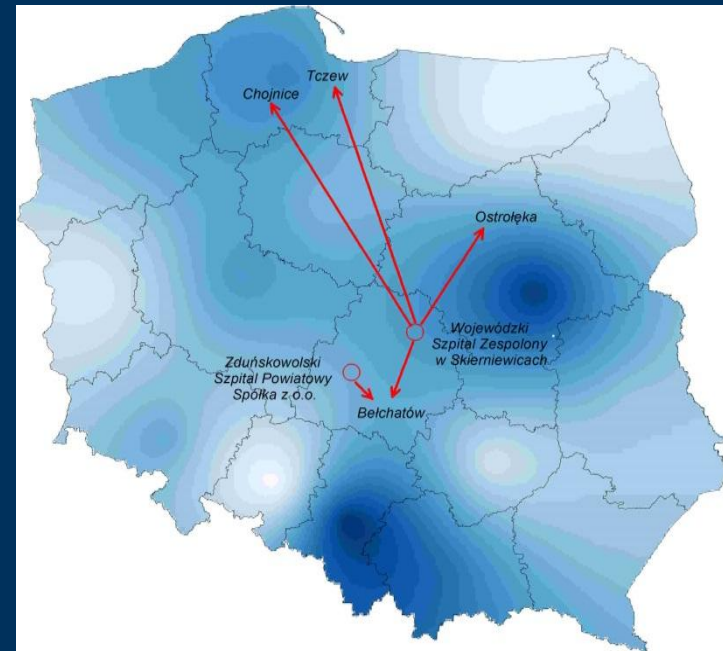 Tczew
Chojnice
Ostrołęka
Wojewódzki
Szpital Zespolony
w Skierniewicach
Zduńskowolski
Szpital Powiatowy
Spółka z o.o.
Bełchatów